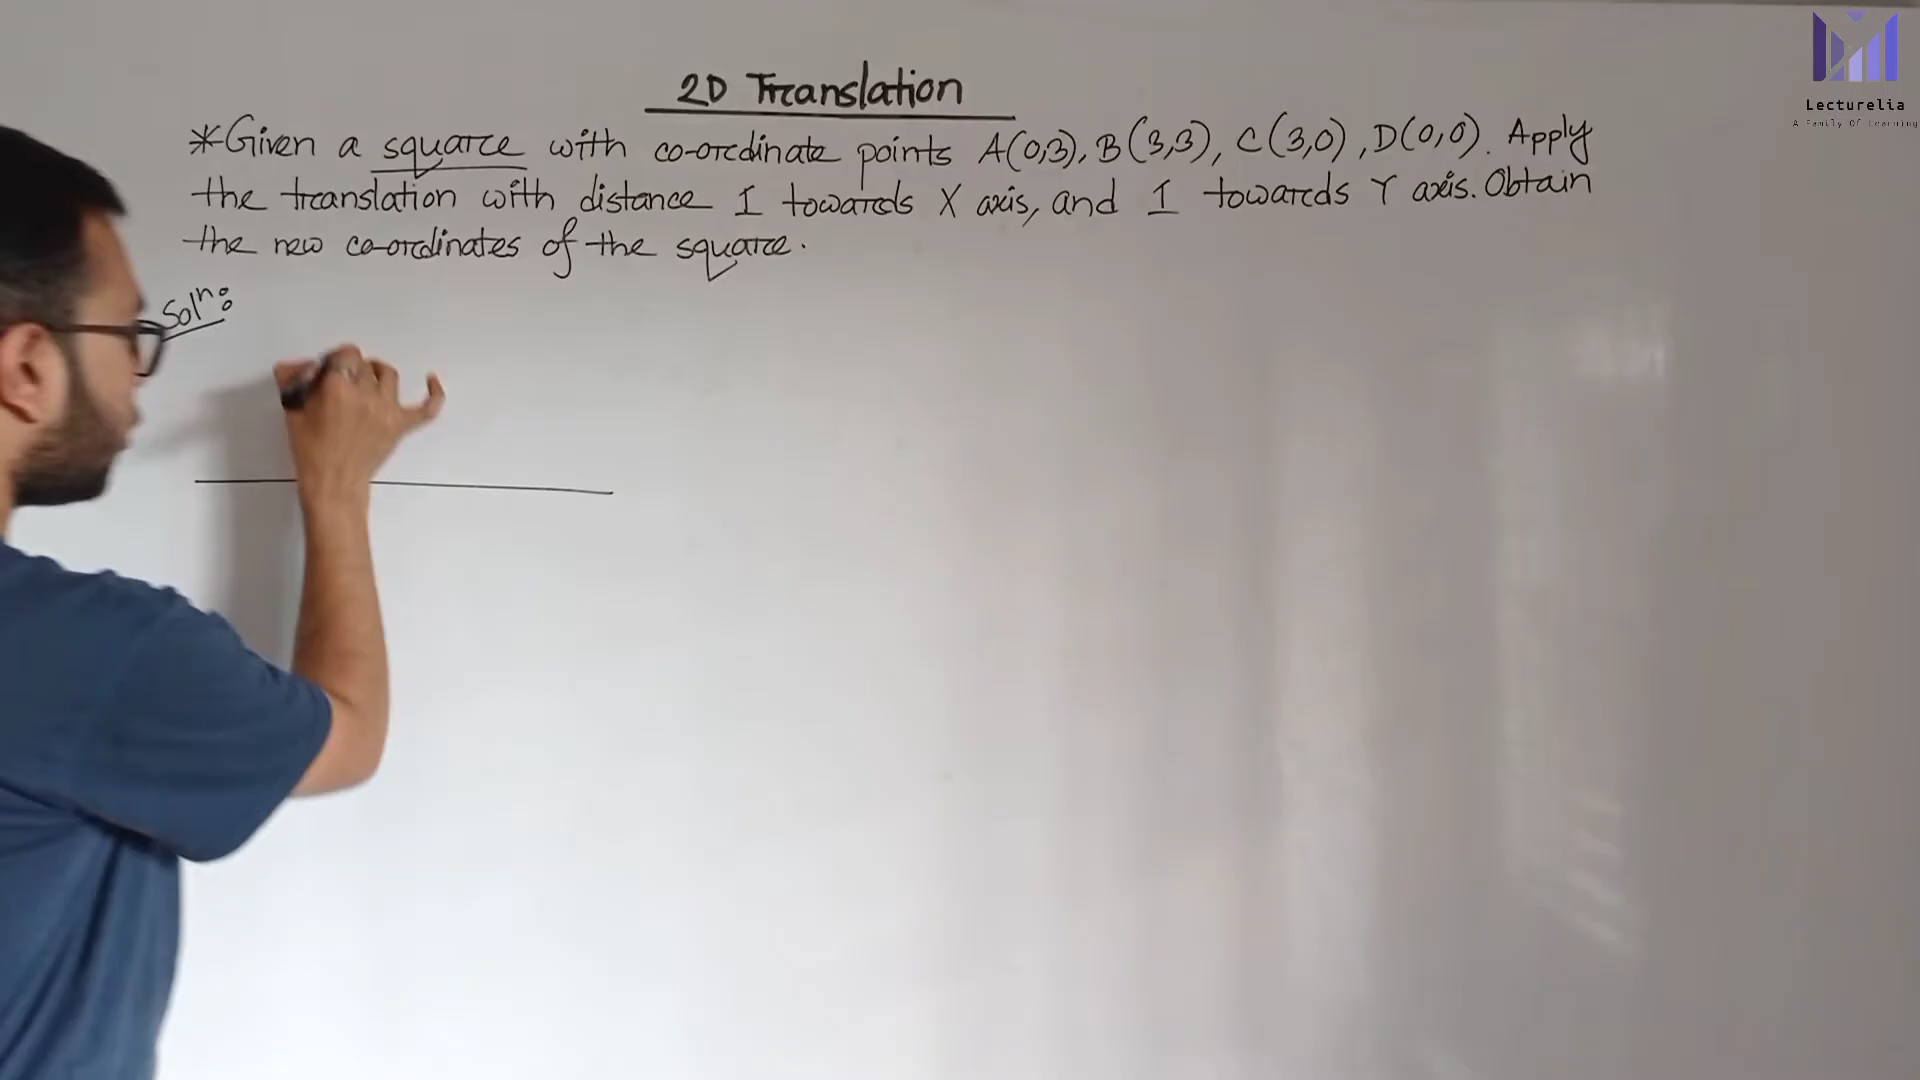 2D Translation
*Given a square with co-ordinate points A(0,3), B(3,3), C(3,0), D(0,0). Apply
the translation with distance 1 towards X axis, and 1 towards Y axis. Obtain
the new co-ordinates of the square.
Solⁿ:
Lecturelia
A Family Of Learning